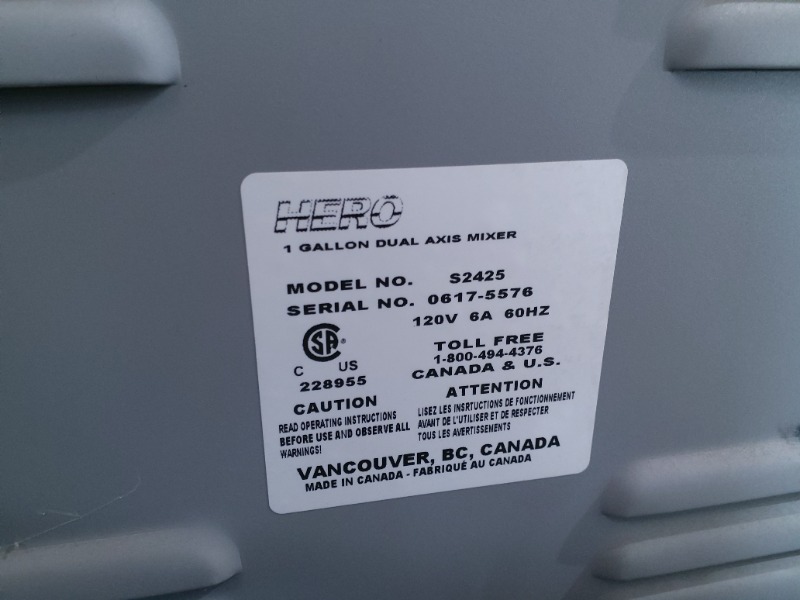 HERO
1 GALLON DUAL AXIS MIXER
MODEL NO. S2425
SERIAL NO. 0617-5576
120V 6A 60HZ
CSA®
C US
228955
TOLL FREE
1-800-494-4376
CANADA & U.S.
CAUTION
READ OPERATING INSTRUCTIONS
BEFORE USE AND OBSERVE ALL
WARNINGS!
ATTENTION
LISEZ LES INSRTUCTIONS DE FONCTIONNEMENT
AVANT DE L'UTILISER ET DE RESPECTER
TOUS LES AVERTISSEMENTS
VANCOUVER, BC, CANADA
MADE IN CANADA - FABRIQUÉ AU CANADA